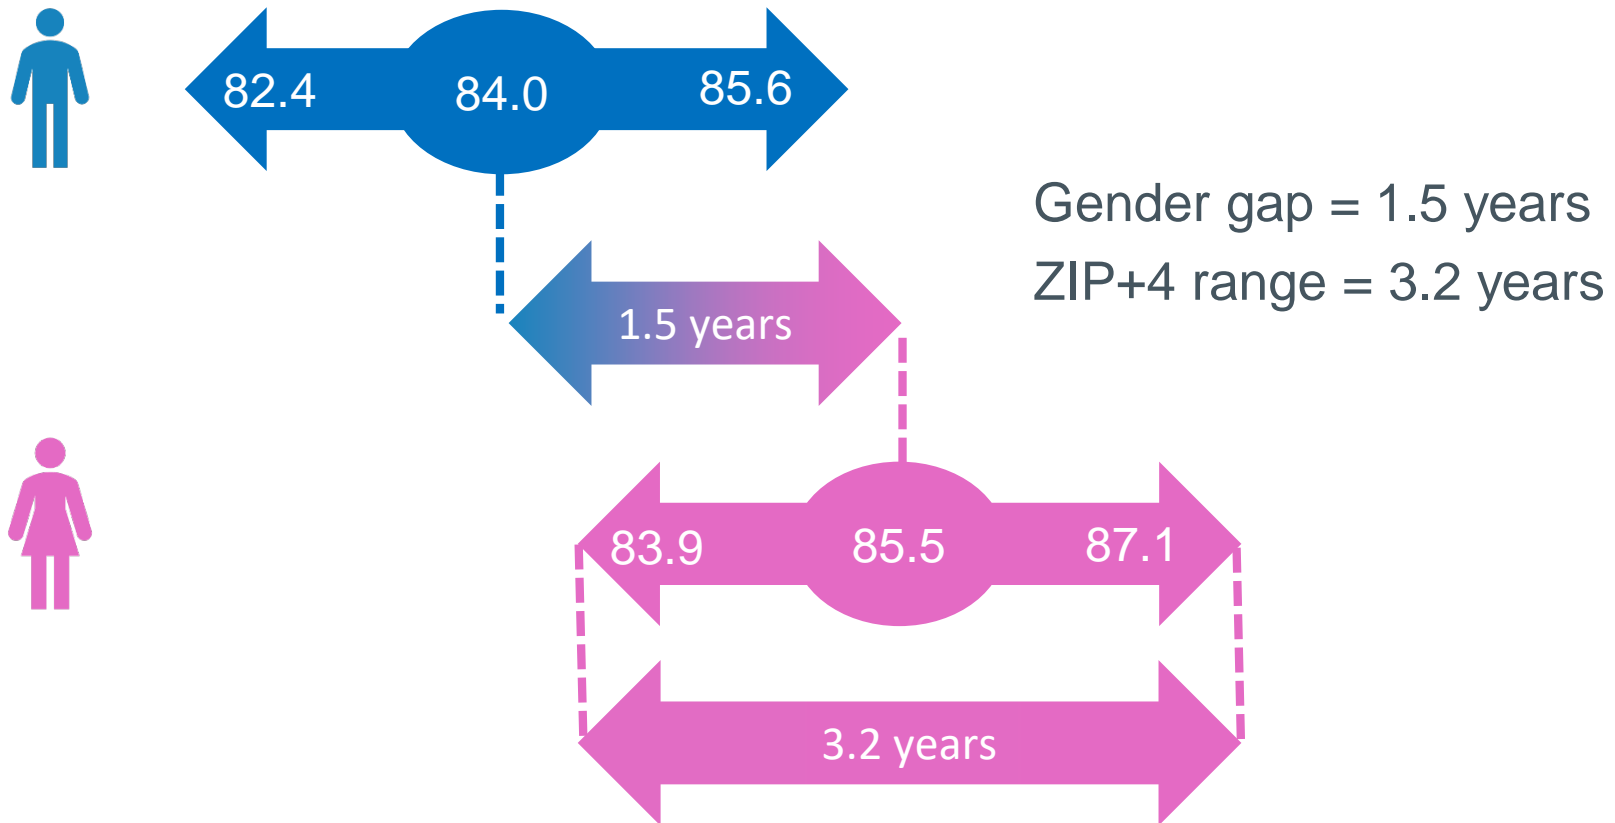 82.4
84.0
85.6
Gender gap = 1.5 years
ZIP+4 range = 3.2 years
1.5 years
83.9
85.5
87.1
3.2 years